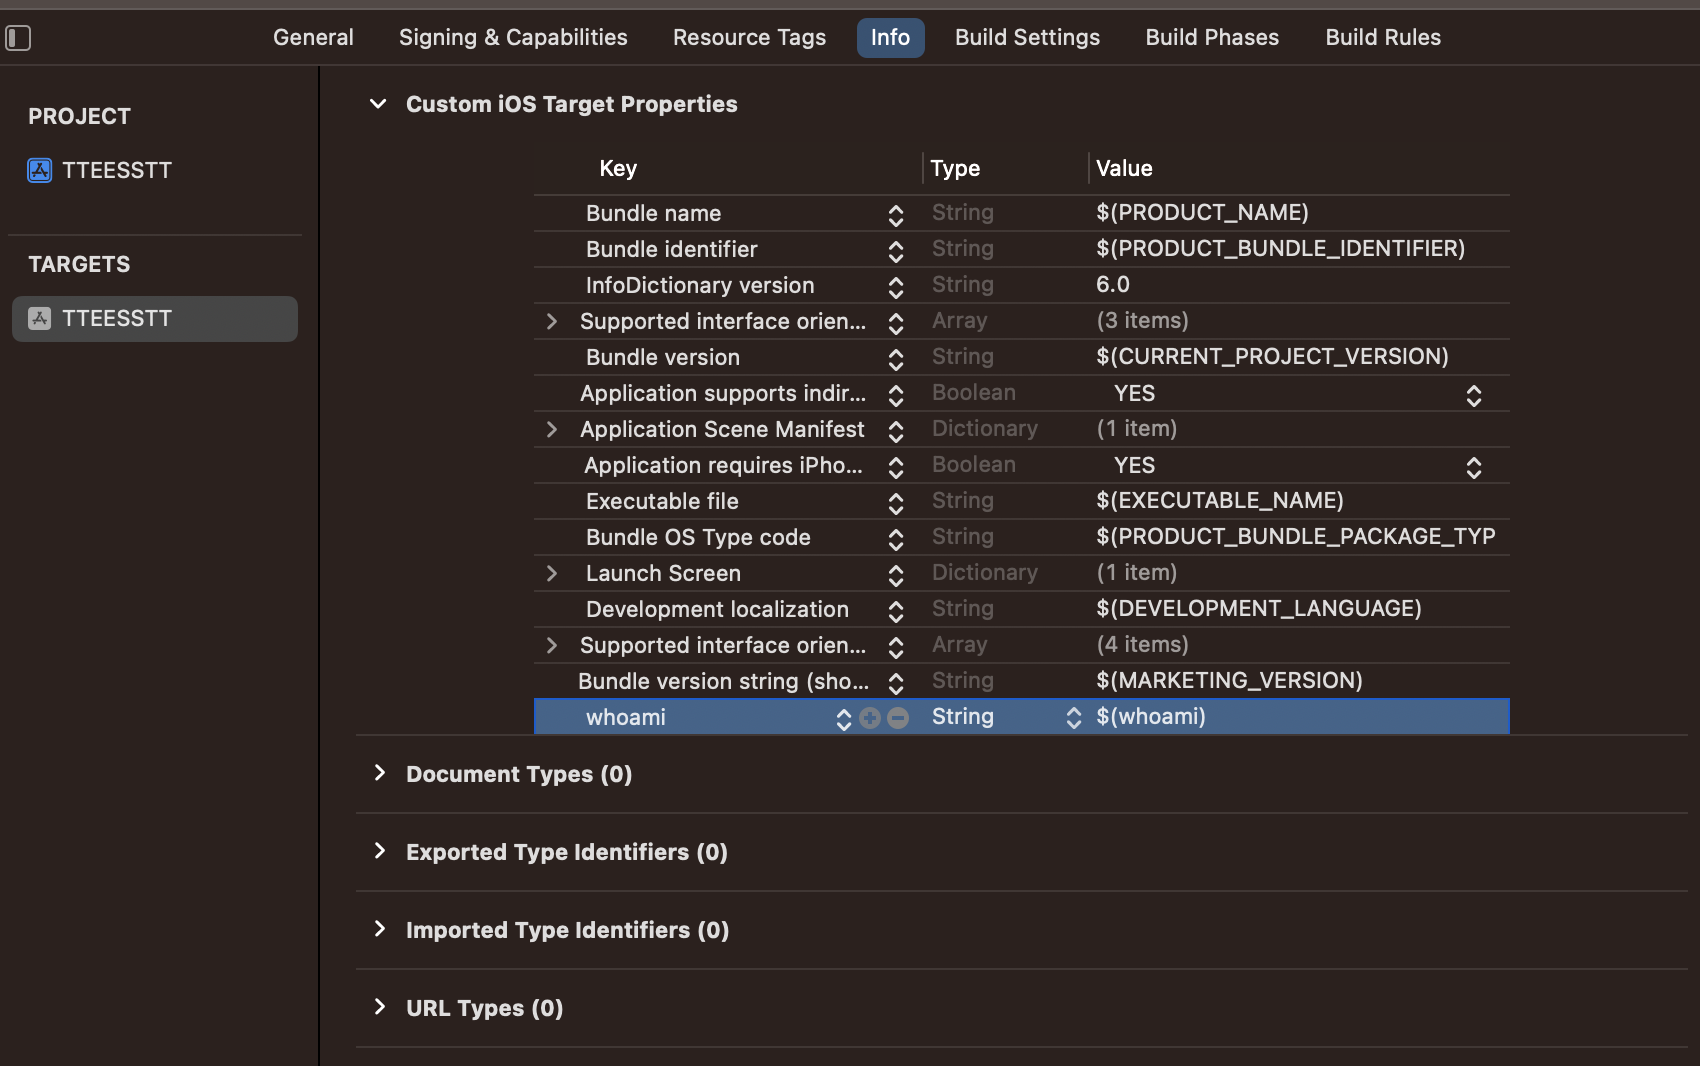 General Signing & Capabilities Resource Tags Info Build Settings Build Phases Build Rules
PROJECT
TTEESSTT
TARGETS
TTEESSTT
Custom iOS Target Properties
Key Type Value
Bundle name String $(PRODUCT_NAME)
Bundle identifier String $(PRODUCT_BUNDLE_IDENTIFIER)
InfoDictionary version String 6.0
Supported interface orien... Array (3 items)
Bundle version String $(CURRENT_PROJECT_VERSION)
Application supports indir... Boolean YES
Application Scene Manifest Dictionary (1 item)
Application requires iPho... Boolean YES
Executable file String $(EXECUTABLE_NAME)
Bundle OS Type code String $(PRODUCT_BUNDLE_PACKAGE_TYP
Launch Screen Dictionary (1 item)
Development localization String $(DEVELOPMENT_LANGUAGE)
Supported interface orien... Array (4 items)
Bundle version string (sho... String $(MARKETING_VERSION)
whoami String $(whoami)
Document Types (0)
Exported Type Identifiers (0)
Imported Type Identifiers (0)
URL Types (0)